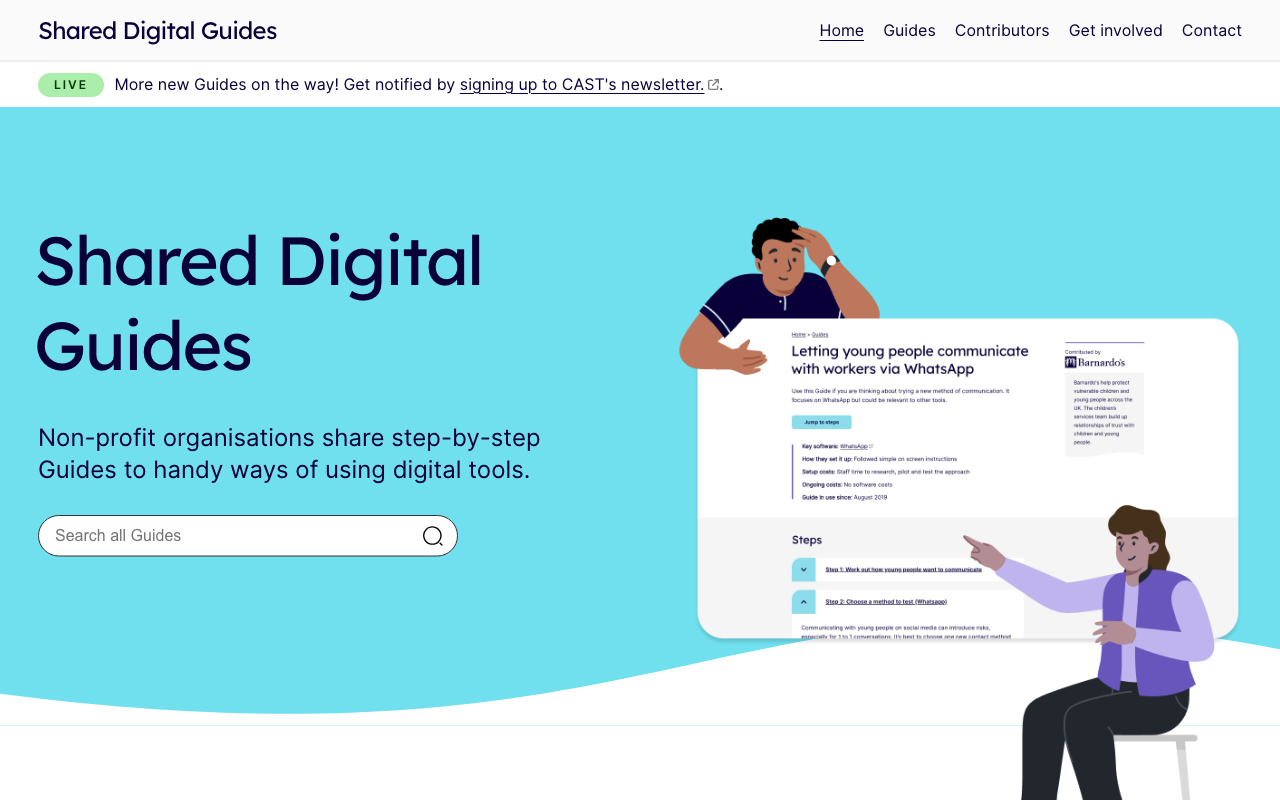 Shared Digital Guides
Home Guides Contributors Get involved Contact
LIVE More new Guides on the way! Get notified by signing up to CAST's newsletter. .
Shared Digital
Guides
Non-profit organisations share step-by-step
Guides to handy ways of using digital tools.
Search all Guides
Home > Guides
Letting young people communicate
with workers via WhatsApp
Use this Guide if you are thinking about trying a new method of communication. It
focuses on WhatsApp but could be relevant to other tools.
Jump to steps
Key software: WhatsApp
How they set it up: Followed simple on screen instructions
Setup costs: Staff time to research, pilot and test the approach
Ongoing costs: No software costs
Guide in use since: August 2019
Contributed by
Barnardo's
Barnardo's help protect
vulnerable children and
young people across the
UK. The children's
services team build up
relationships of trust with
children and young
people.
Steps
Step 1: Work out how young people want to communicate
Step 2: Choose a method to test (Whatsapp)
Communicating with young people on social media can introduce risks,
especially for 1 to 1 conversations. It's best to choose one new contact method